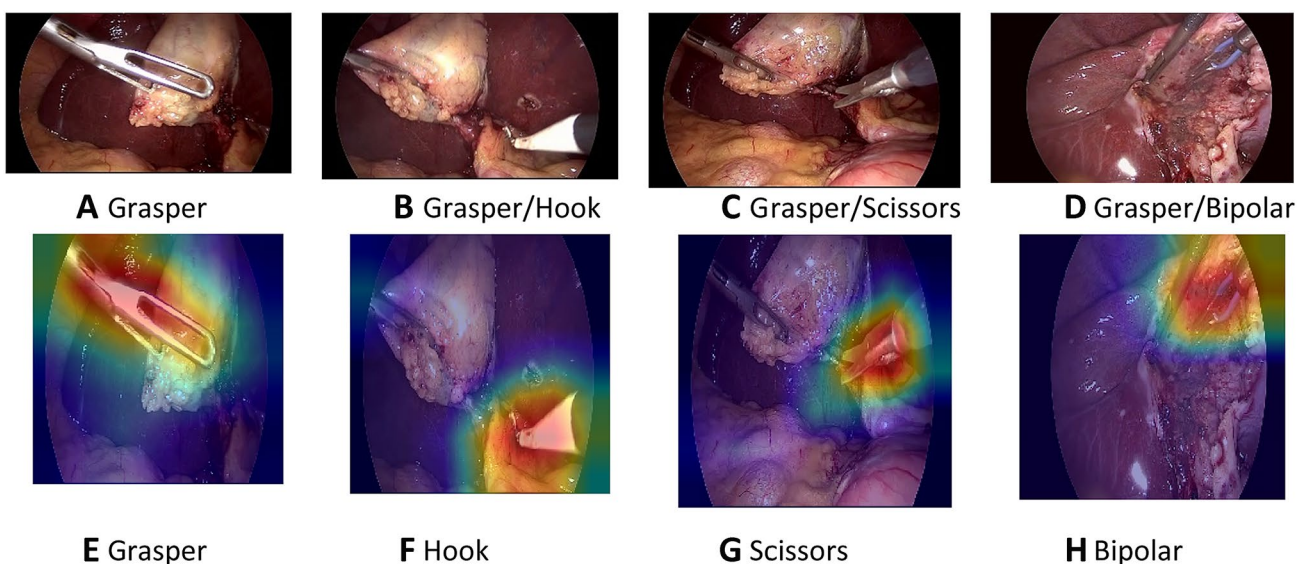 A Grasper
B Grasper/Hook
C Grasper/Scissors
D Grasper/Bipolar
E Grasper
F Hook
G Scissors
H Bipolar